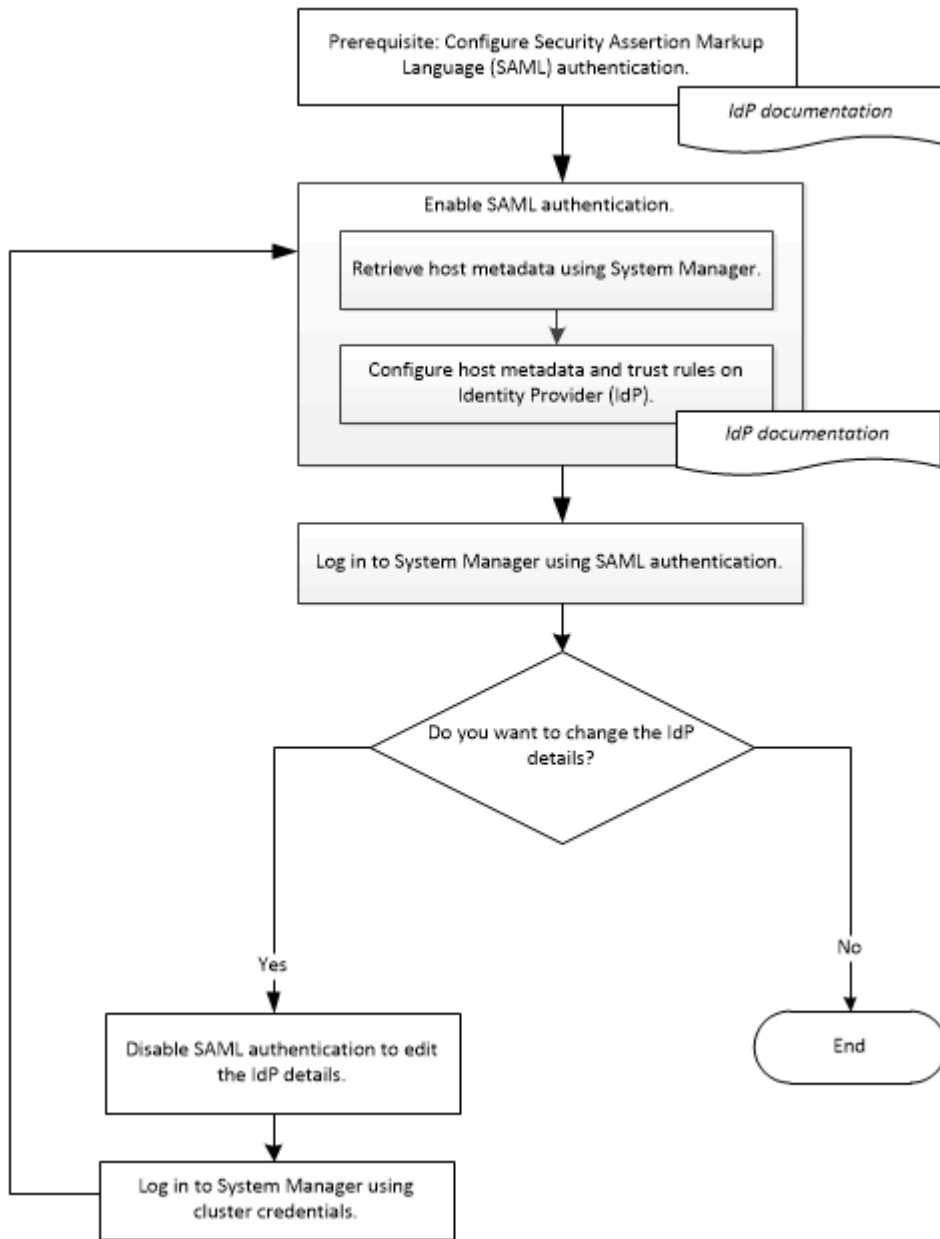 Prerequisite: Configure Security Assertion Markup
Language (SAML) authentication.
IdP documentation
Enable SAML authentication.
Retrieve host metadata using System Manager.
Configure host metadata and trust rules on
Identity Provider (IdP).
IdP documentation
Log in to System Manager using SAML authentication.
Do you want to change the IdP
details?
Yes
No
Disable SAML authentication to edit
the IdP details.
End
Log in to System Manager using
cluster credentials.